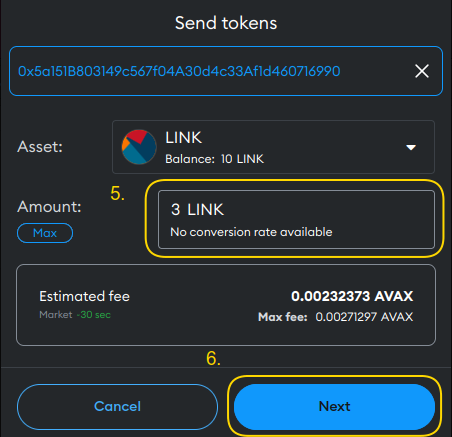 Send tokens
0x5a151B803149c567f04A30d4c33Af1d460716990
Asset:
LINK
Balance: 10 LINK
5.
Amount:
Max
3 LINK
No conversion rate available
Estimated fee
0.00232373 AVAX
Market ~30 sec
Max fee: 0.00271297 AVAX
6.
Cancel
Next